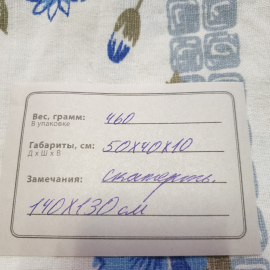 Вес, грамм: 460
В упаковке
Габариты, см: 50х40х10
Д х Ш х В
Замечания: скатерть.
140х130 см